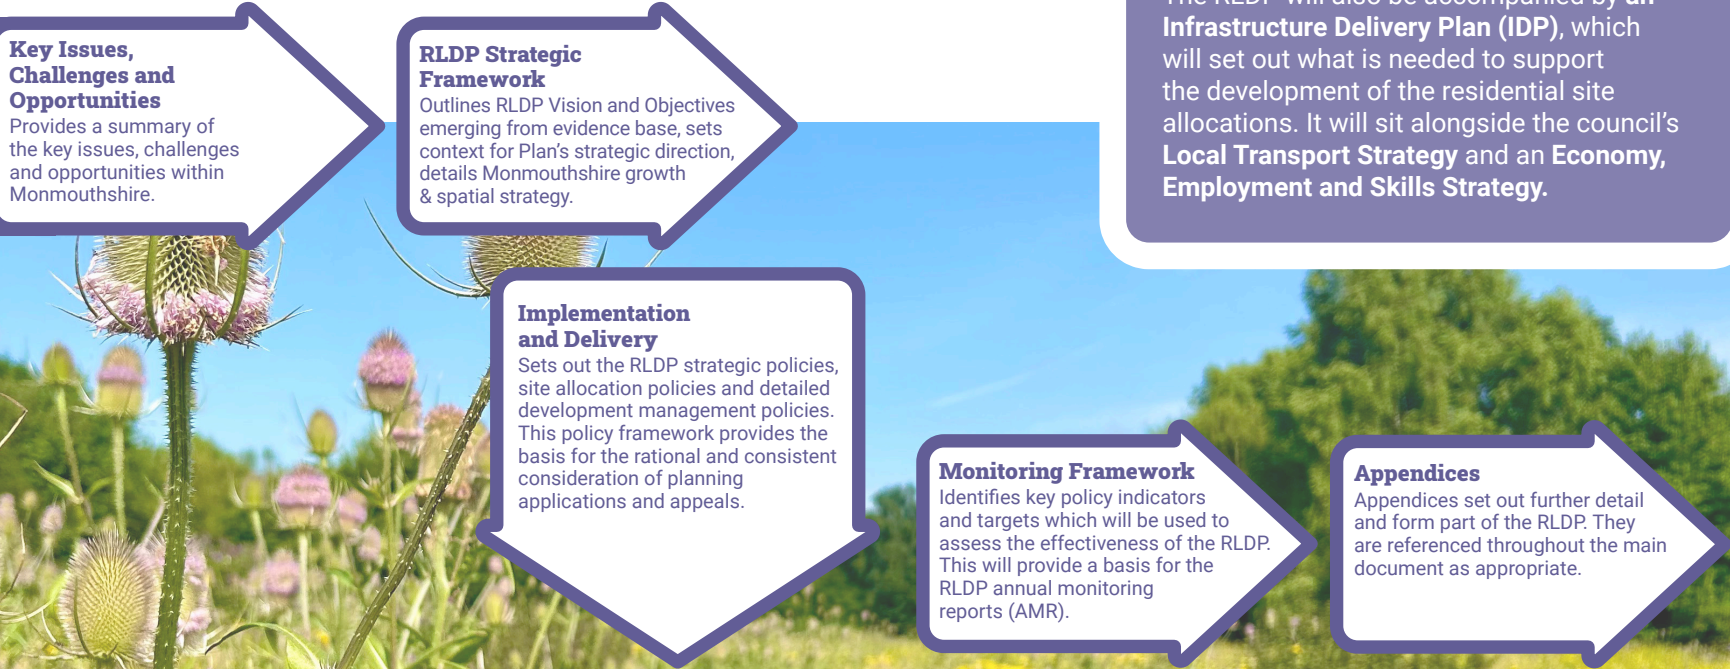 Key Issues,
Challenges and
Opportunities
Provides a summary of
the key issues, challenges
and opportunities within
Monmouthshire.
RLDP Strategic
Framework
Outlines RLDP Vision and Objectives
emerging from evidence base, sets
context for Plan's strategic direction,
details Monmouthshire growth
& spatial strategy.
The RLDP will also be accompanied by an
Infrastructure Delivery Plan (IDP), which
will set out what is needed to support
the development of the residential site
allocations. It will sit alongside the council's
Local Transport Strategy and an Economy,
Employment and Skills Strategy.
Implementation
and Delivery
Sets out the RLDP strategic policies,
site allocation policies and detailed
development management policies.
This policy framework provides the
basis for the rational and consistent
consideration of planning
applications and appeals.
Monitoring Framework
Identifies key policy indicators
and targets which will be used to
assess the effectiveness of the RLDP.
This will provide a basis for the
RLDP annual monitoring
reports (AMR).
Appendices
Appendices set out further detail
and form part of the RLDP. They
are referenced throughout the main
document as appropriate.